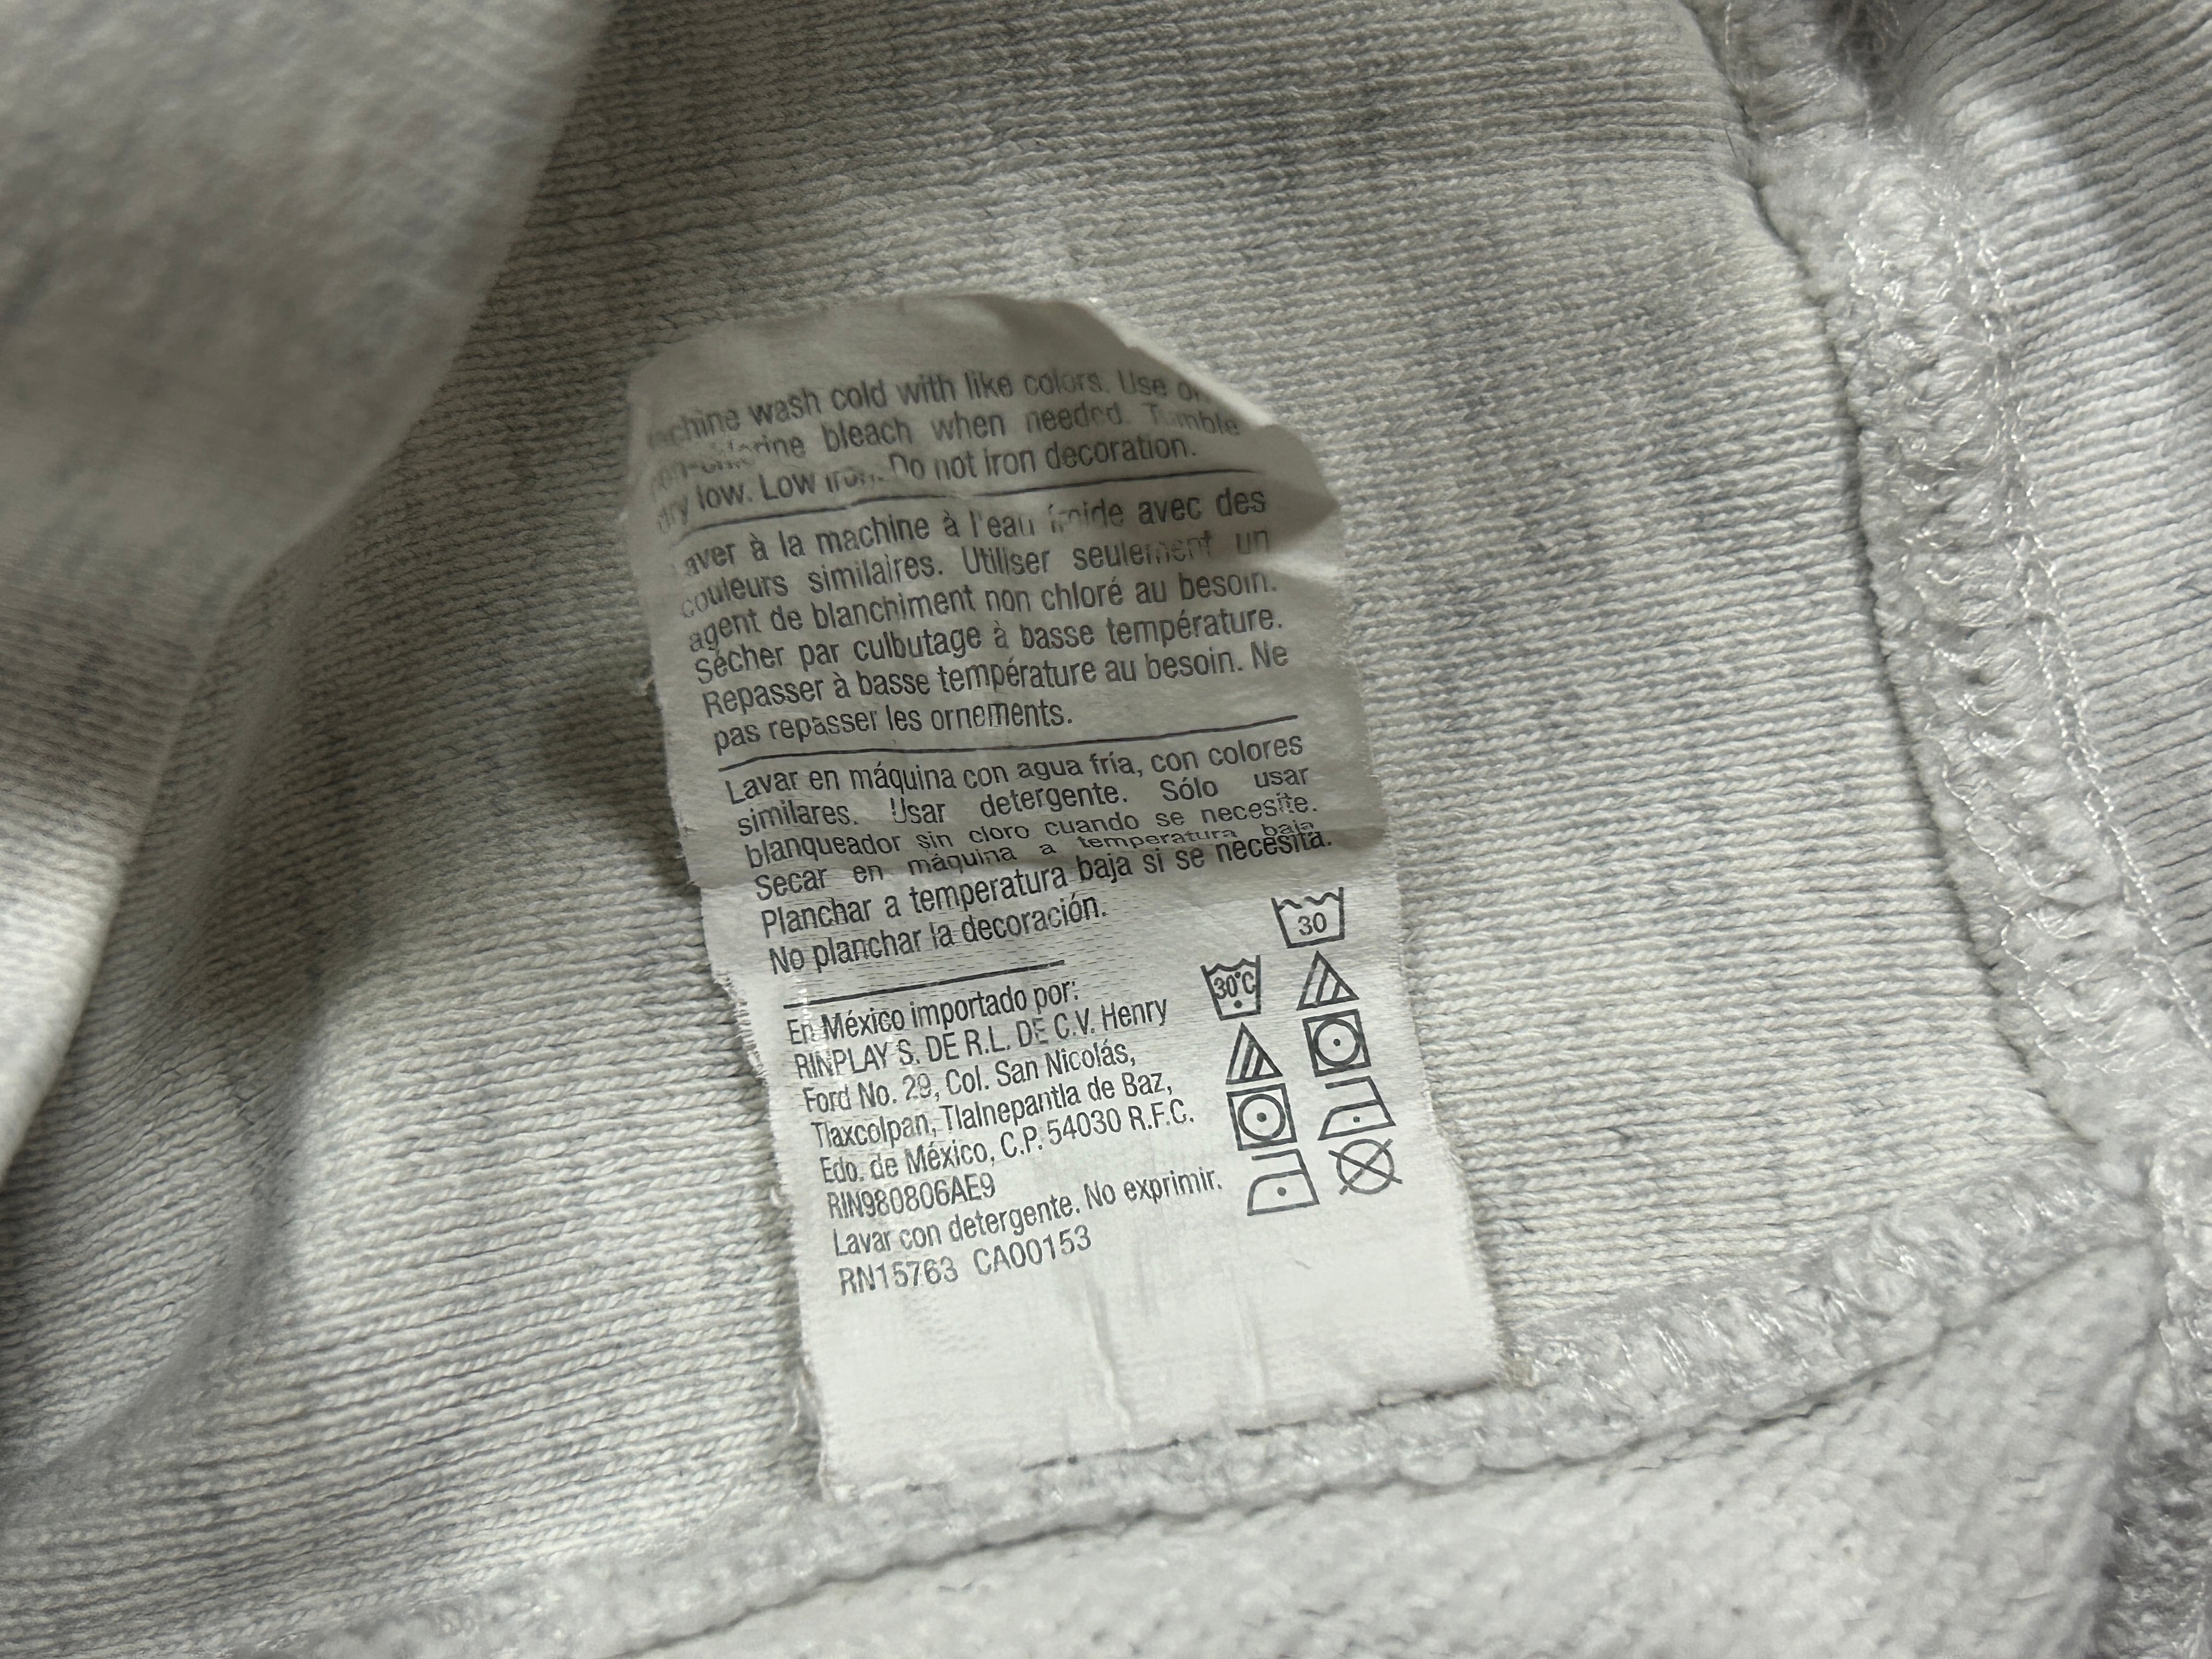 wash cold with like colors. Use
bleach when needed. Tumble
dry low. Low iron. Do not iron decoration.
Laver à la machine à l'eau froide avec des
couleurs similaires. Utiliser seulement un
agent de blanchiment non chloré au besoin.
Sécher par culbutage à basse température.
Repasser à basse température au besoin. Ne
pas repasser les ornements.
Lavar en máquina con agua fría, con colores
similares. Usar detergente. Sólo usar
blanqueador sin cloro cuando se necesite.
Secar en máquina a temperatura baja
Planchar a temperatura baja si se necesita.
No planchar la decoración.
En México importado por:
RINPLAY S. DE R.L. DE C.V. Henry
Ford No. 29, Col. San Nicolás,
Tlaxcolpan, Tlalnepantla de Baz,
Edo. de México, C.P. 54030 R.F.C.
RIN980806AE9
Lavar con detergente. No exprimir.
RN15763 CA00153
30
30°C